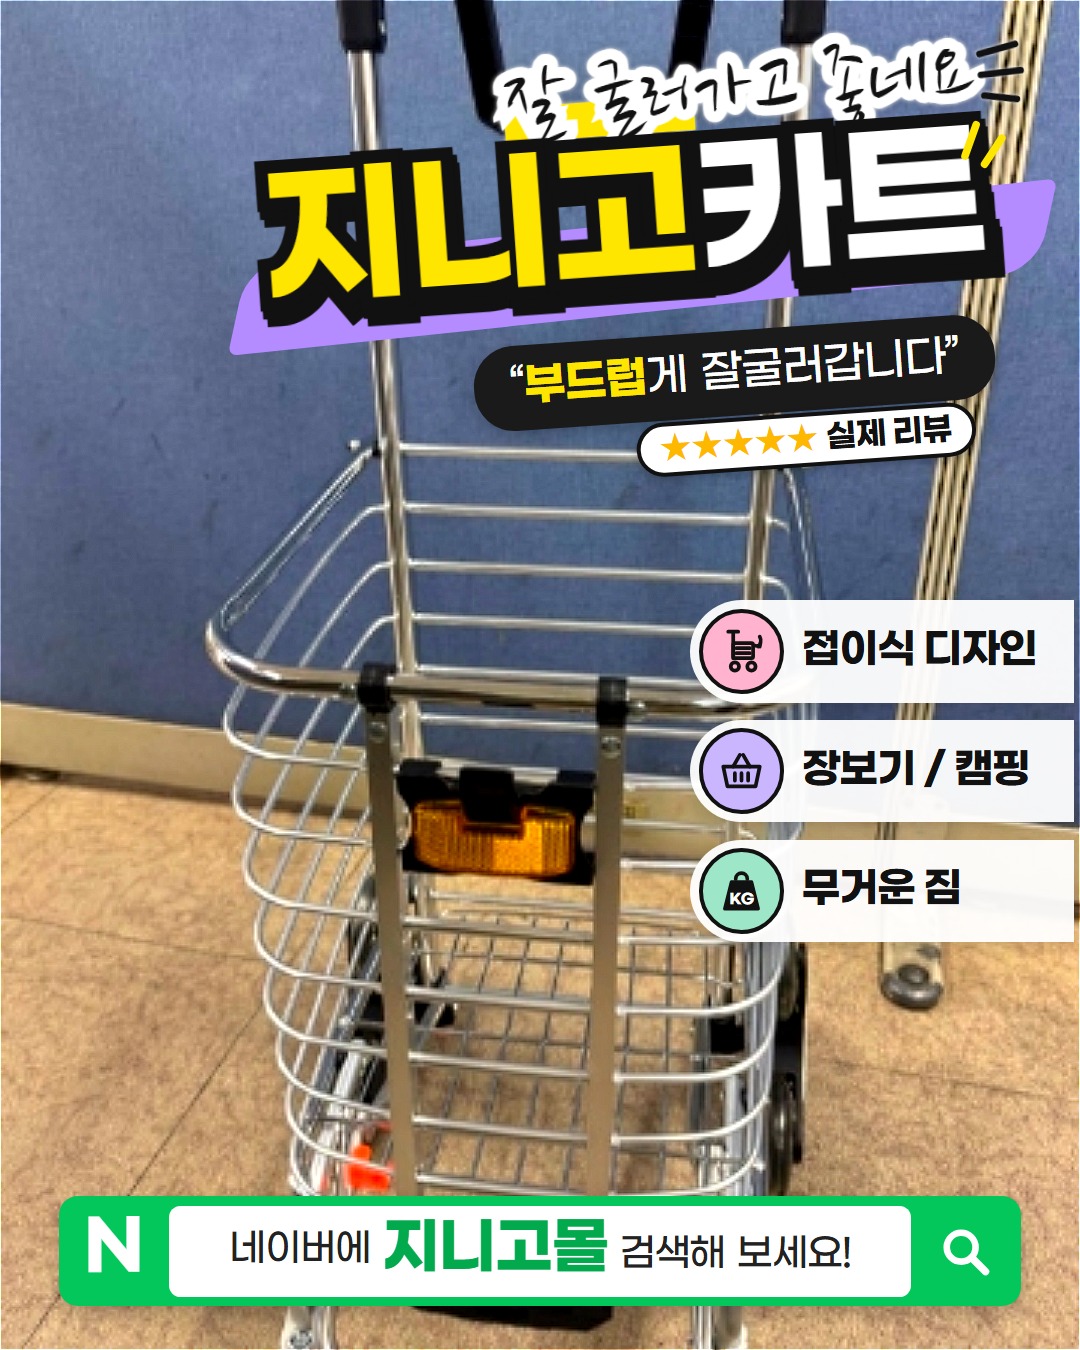 잘 굴러가고 좋네요
지니고카트
“부드럽게 잘굴러갑니다”
★★★★★ 실제 리뷰
접이식 디자인
장보기 / 캠핑
KG 무거운 짐
N 네이버에 지니고몰 검색해 보세요!